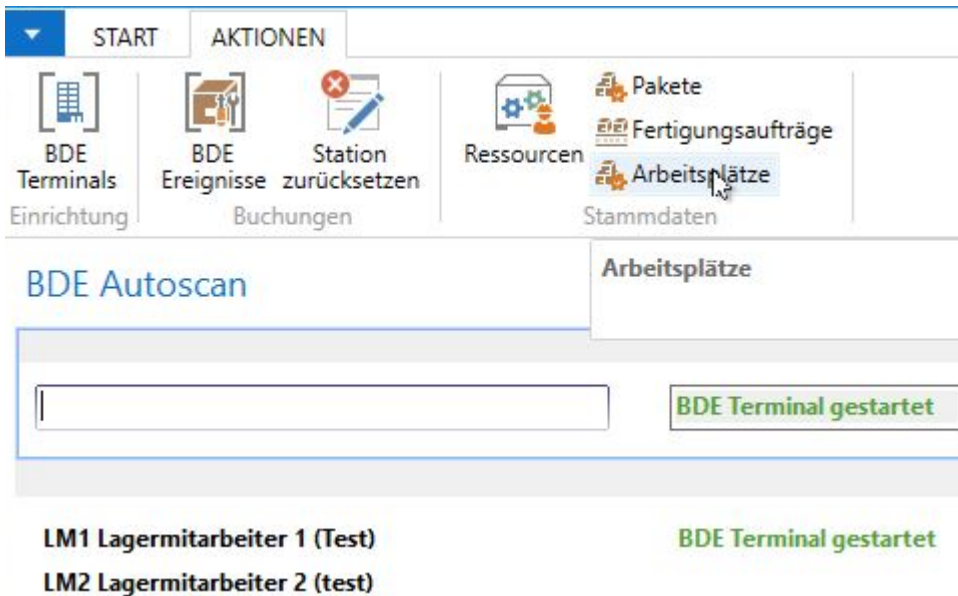 START AKTIONEN
BDE Terminals
BDE Ereignisse
Station zurücksetzen
Ressourcen
Pakete
Fertigungsaufträge
Arbeitsplätze
Einrichtung
Buchungen
Stammdaten
BDE Autoscan
Arbeitsplätze
BDE Terminal gestartet
LM1 Lagermitarbeiter 1 (Test) BDE Terminal gestartet
LM2 Lagermitarbeiter 2 (test)